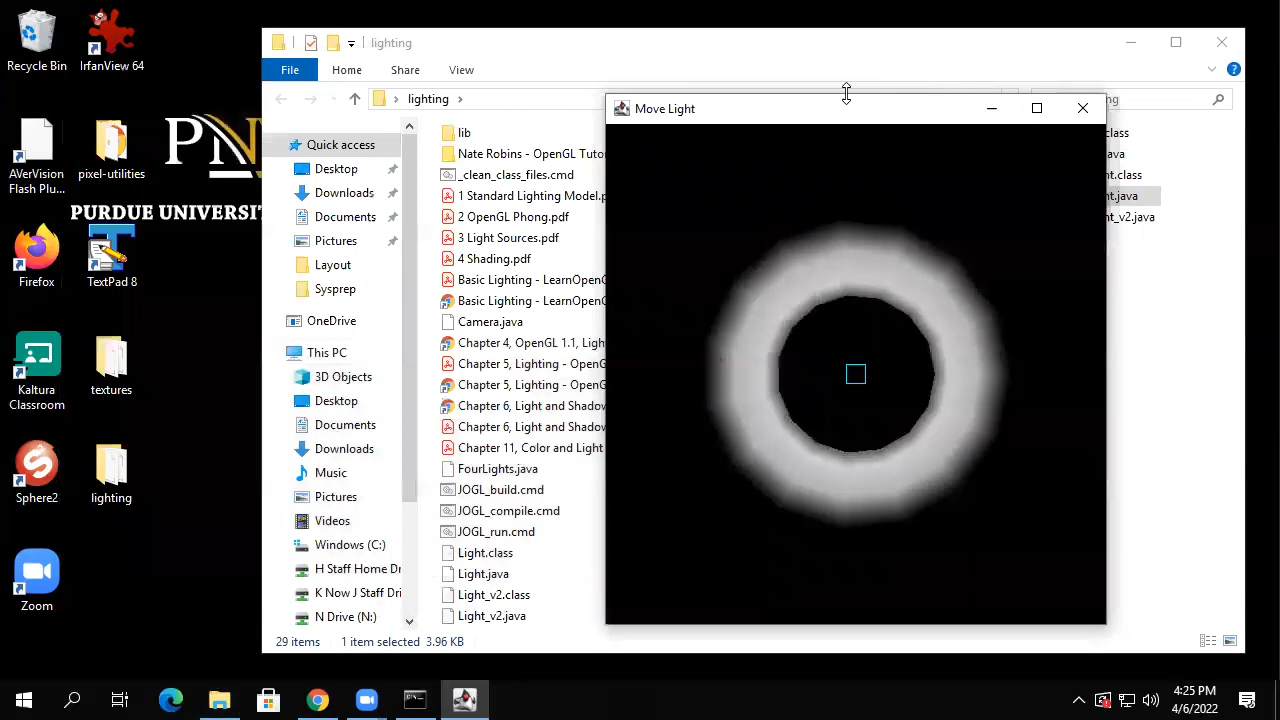 Recycle Bin
IrfanView 64
AVerVision
Flash Plu...
pixel-utilities
PURDUE UNIVERSIT
Firefox
TextPad 8
Kaltura
Classroom
textures
Sphere2
lighting
Zoom
lighting
File
Home
Share
View
lighting
Quick access
Desktop
Downloads
Documents
Pictures
Layout
Sysprep
OneDrive
This PC
3D Objects
Desktop
Documents
Downloads
Music
Pictures
Videos
Windows (C:)
H Staff Home Dr
K Now J Staff Dri
N Drive (N:)
lib
Nate Robins - OpenGL Tutor
_clean_class_files.cmd
1 Standard Lighting Model.p
2 OpenGL Phong.pdf
3 Light Sources.pdf
4 Shading.pdf
Basic Lighting - LearnOpenG
Basic Lighting - LearnOpenG
Camera.java
Chapter 4, OpenGL 1.1, Ligh
Chapter 5, Lighting - OpenG
Chapter 5, Lighting - OpenG
Chapter 6, Light and Shadow
Chapter 6, Light and Shadow
Chapter 11, Color and Light
FourLights.java
JOGL_build.cmd
JOGL_compile.cmd
JOGL_run.cmd
Light.class
Light.java
Light_v2.class
Light_v2.java
Move Light
ng
.class
ava
ht.class
ht.java
ht_v2.java
29 items
1 item selected 3.96 KB
4:25 PM
4/6/2022